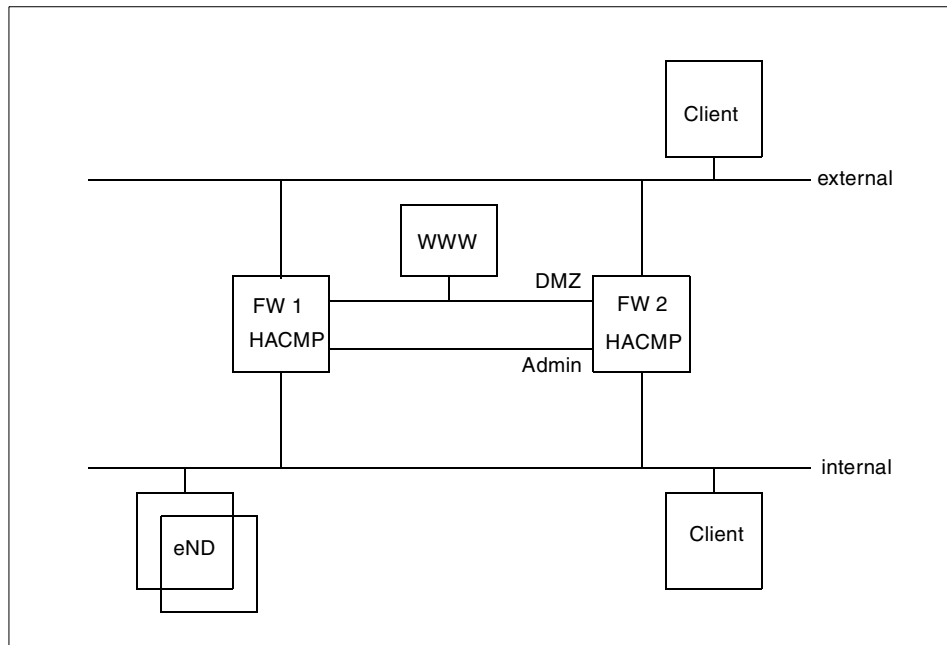 Client
external
WWW
DMZ
FW 1
HACMP
FW 2
HACMP
Admin
internal
eND
Client